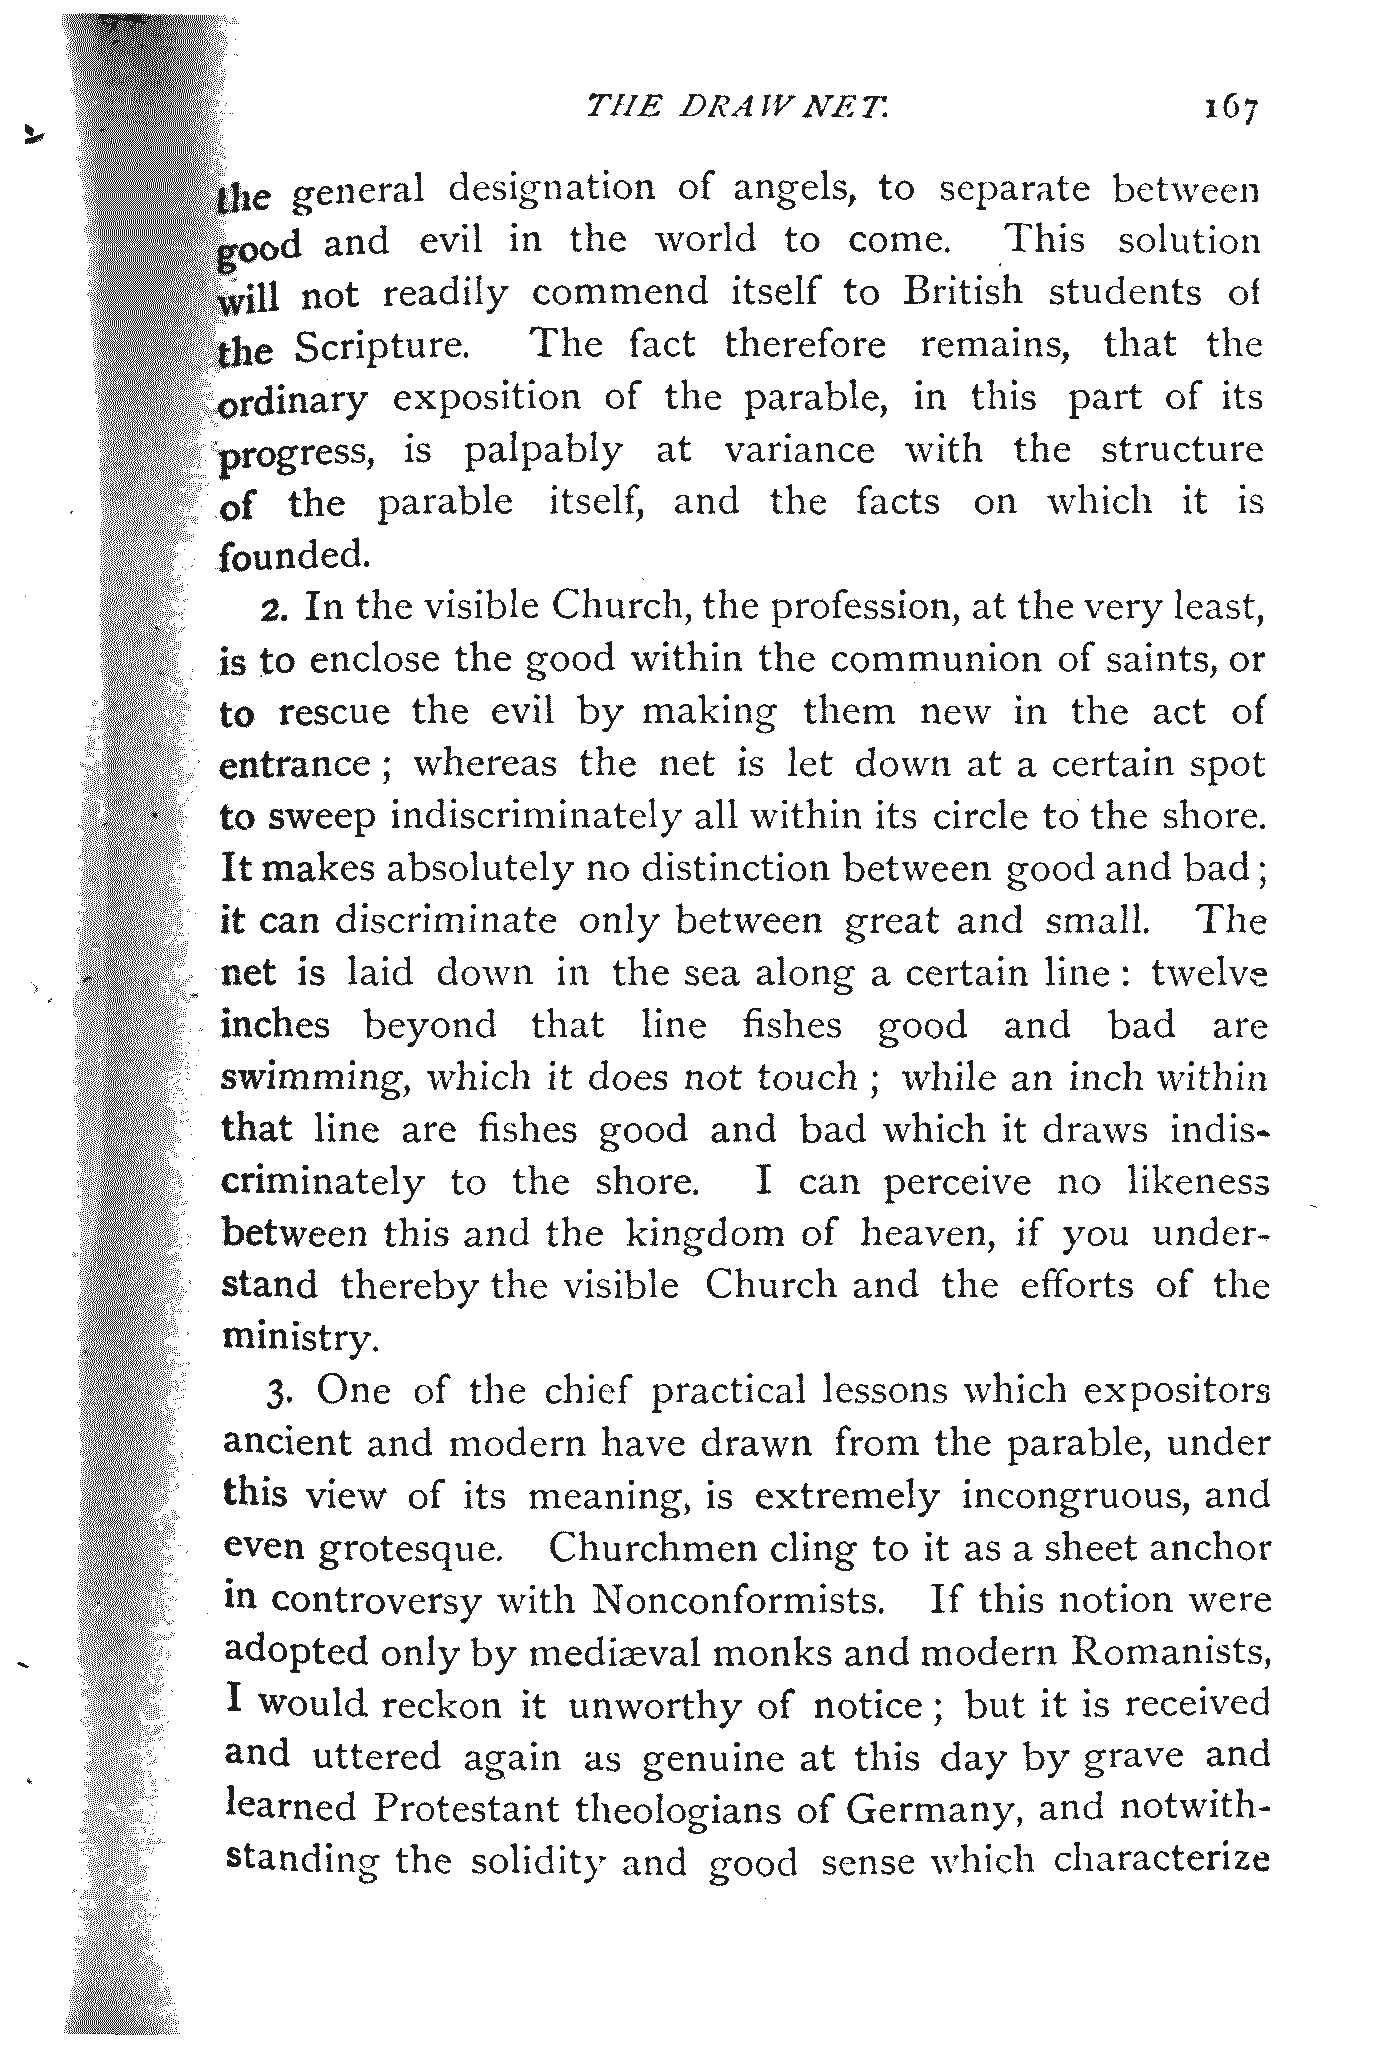 THE DRAW NET. 167
the general designation of angels, to separate between
good and evil in the world to come. This solution
will not readily commend itself to British students of
the Scripture. The fact therefore remains, that the
ordinary exposition of the parable, in this part of its
progress, is palpably at variance with the structure
of the parable itself, and the facts on which it is
founded.
2. In the visible Church, the profession, at the very least,
is to enclose the good within the communion of saints, or
to rescue the evil by making them new in the act of
entrance ; whereas the net is let down at a certain spot
to sweep indiscriminately all within its circle to the shore.
It makes absolutely no distinction between good and bad ;
it can discriminate only between great and small. The
net is laid down in the sea along a certain line : twelve
inches beyond that line fishes good and bad are
swimming, which it does not touch ; while an inch within
that line are fishes good and bad which it draws indis-
criminately to the shore. I can perceive no likeness
between this and the kingdom of heaven, if you under-
stand thereby the visible Church and the efforts of the
ministry.
3. One of the chief practical lessons which expositors
ancient and modern have drawn from the parable, under
this view of its meaning, is extremely incongruous, and
even grotesque. Churchmen cling to it as a sheet anchor
in controversy with Nonconformists. If this notion were
adopted only by mediæval monks and modern Romanists,
I would reckon it unworthy of notice ; but it is received
and uttered again as genuine at this day by grave and
learned Protestant theologians of Germany, and notwith-
standing the solidity and good sense which characterize